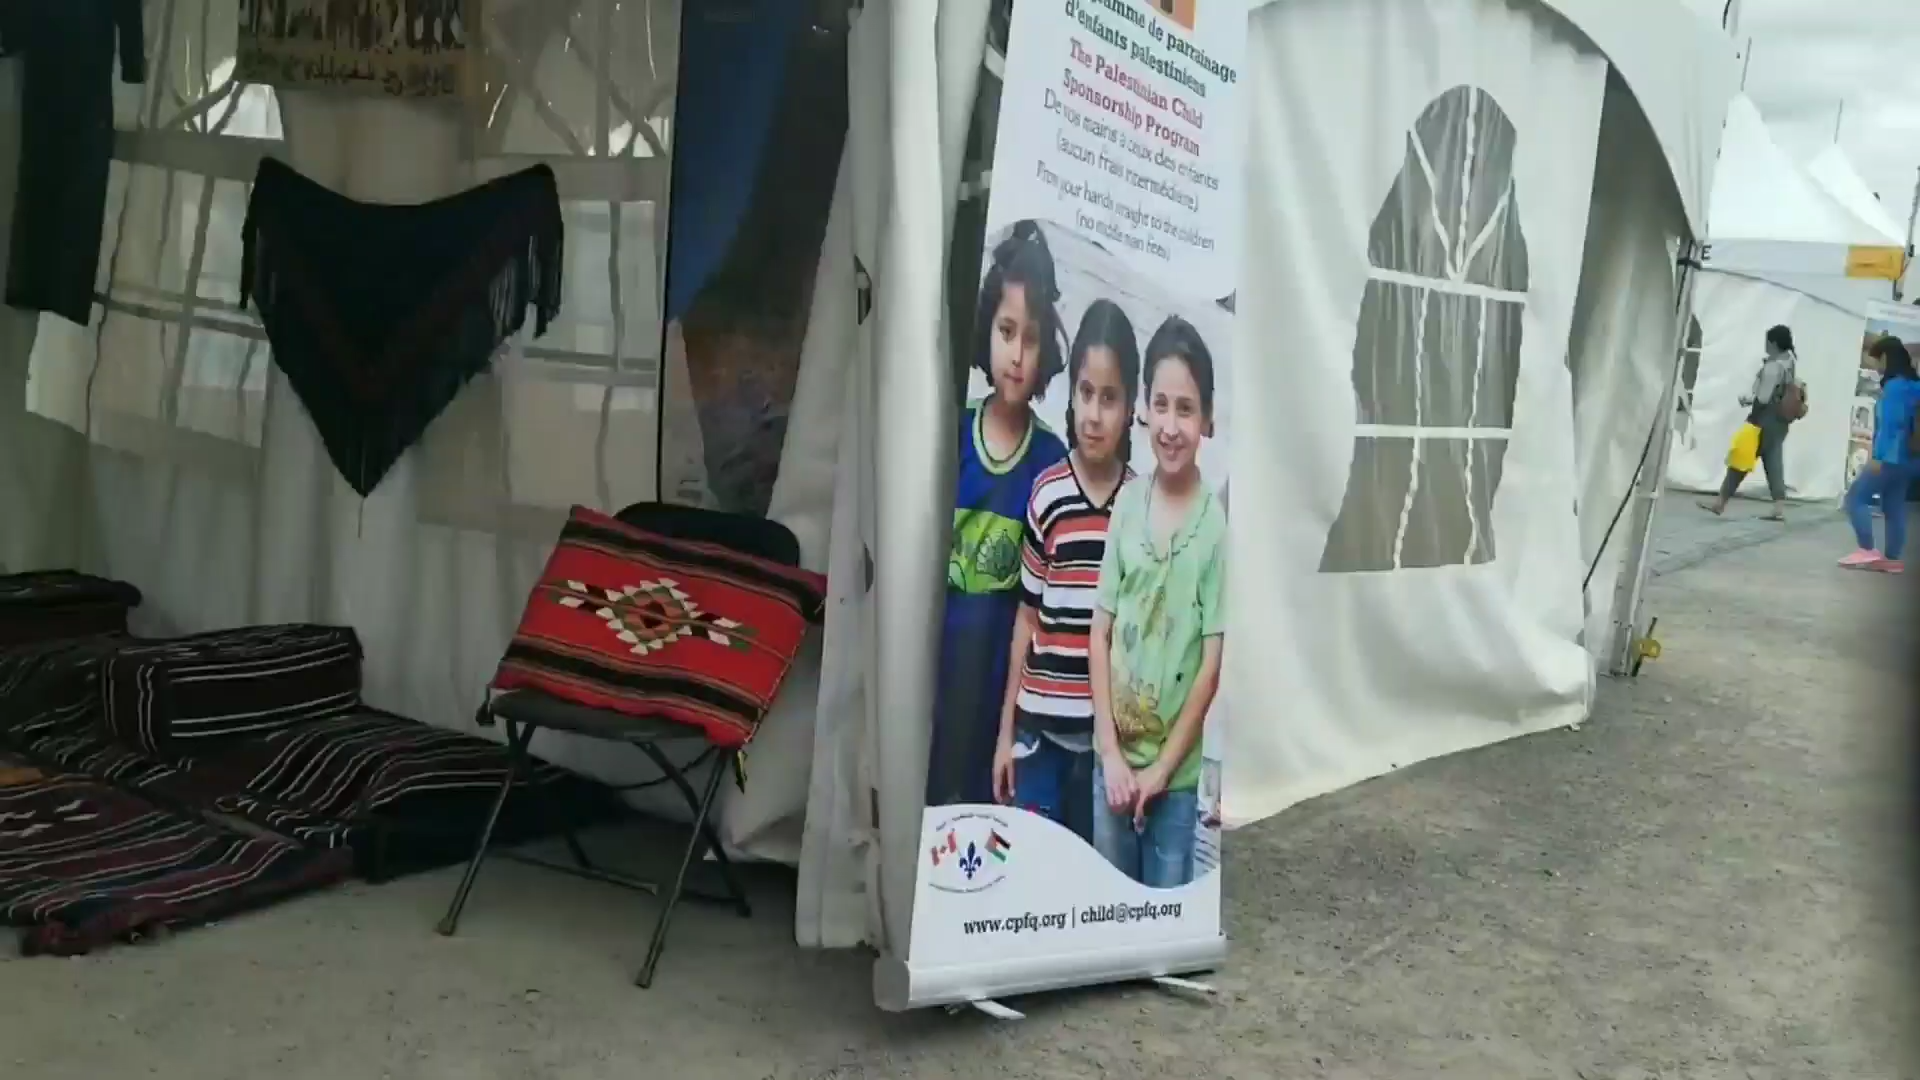 de parrainage
d'enfants palestiniens
The Palestinian Child
Sponsorship Program
De vos mains à ceux des enfants
(aucun frais intermédiaire)
From your hands straight to the children
(no middle man fees)
www.cpfq.org | child@cpfq.org
E